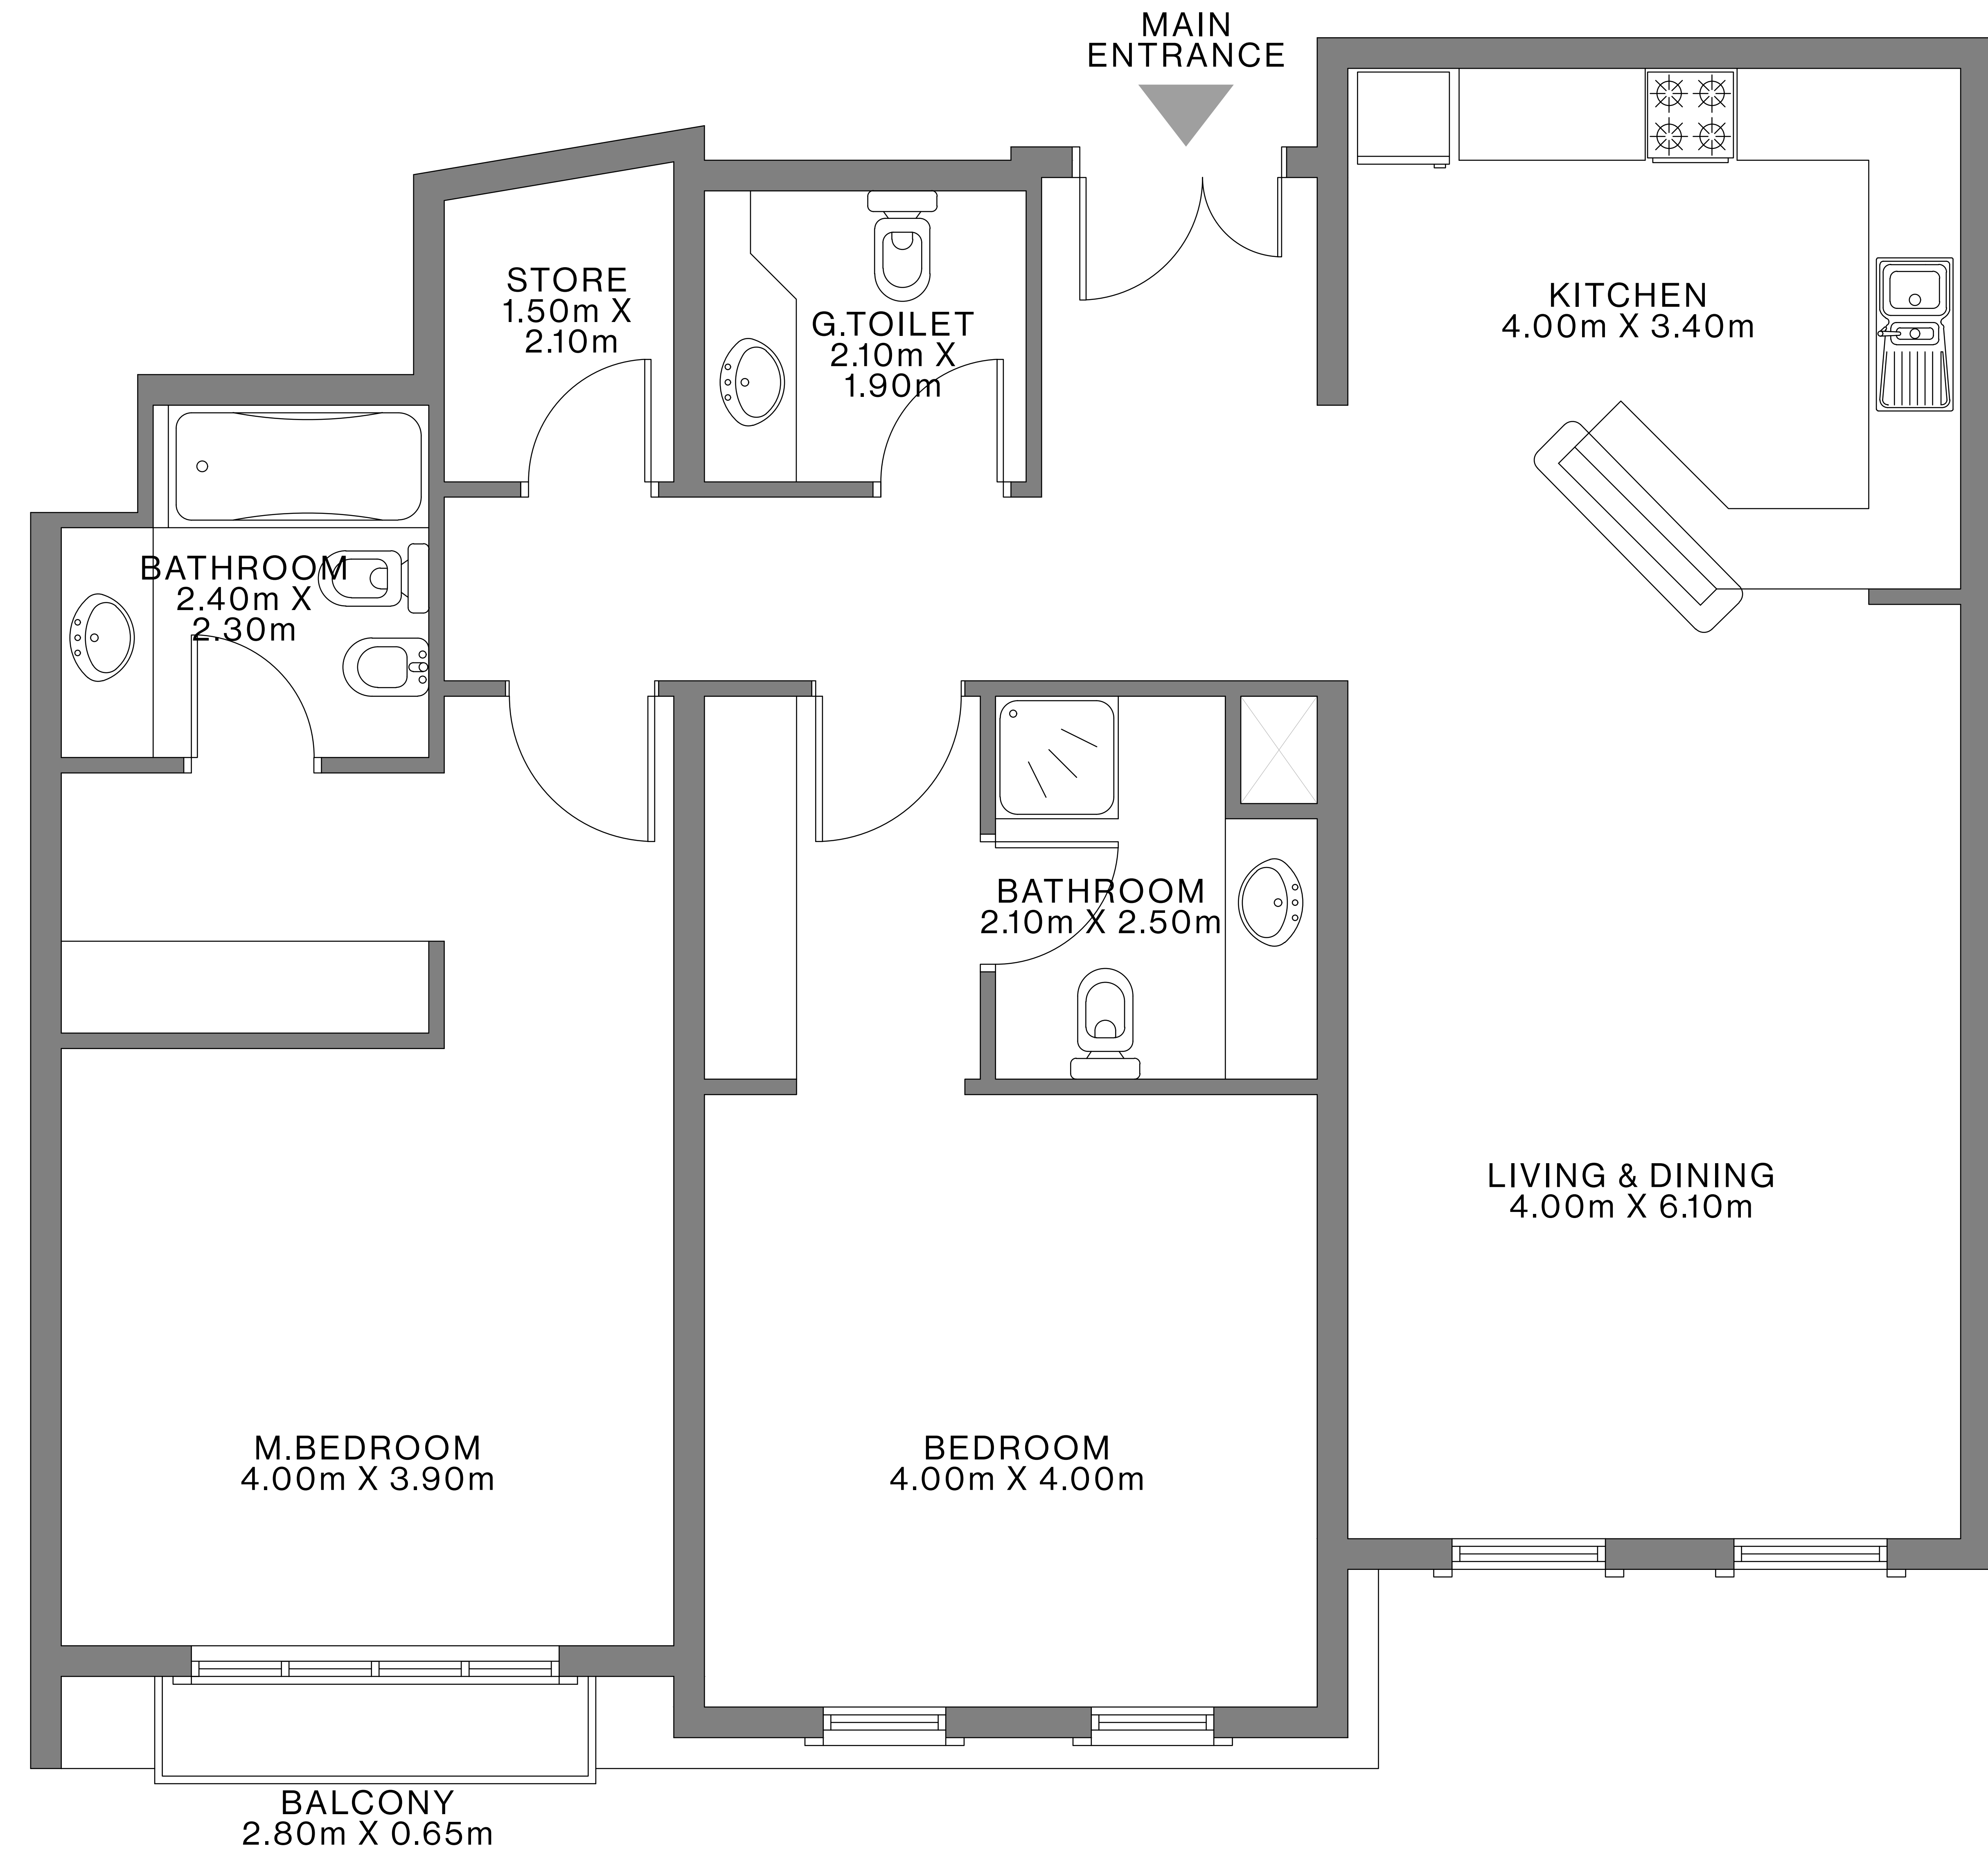 MAIN
ENTRANCE
STORE
1.50m X
2.10m
G.TOILET
2.10m X
1.90m
KITCHEN
4.00m X 3.40m
BATHROOM
2.40m X
2.30m
BATHROOM
2.10m X 2.50m
LIVING & DINING
4.00m X 6.10m
M.BEDROOM
4.00m X 3.90m
BEDROOM
4.00m X 4.00m
BALCONY
2.80m X 0.65m